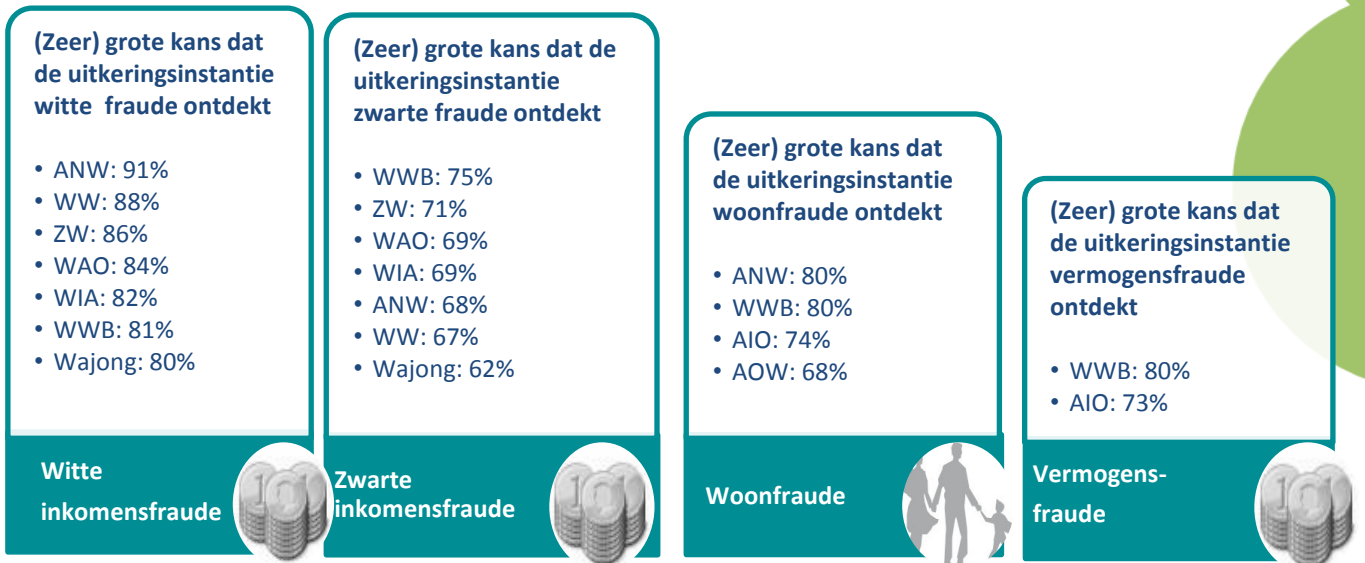 (Zeer) grote kans dat
de uitkeringsinstantie
witte fraude ontdekt
• ANW: 91%
• WW: 88%
• ZW: 86%
• WAO: 84%
• WIA: 82%
• WWB: 81%
• Wajong: 80%
Witte
inkomensfraude
(Zeer) grote kans dat de
uitkeringsinstantie
zwarte fraude ontdekt
• WWB: 75%
• ZW: 71%
• WAO: 69%
• WIA: 69%
• ANW: 68%
• WW: 67%
• Wajong: 62%
Zwarte
inkomensfraude
(Zeer) grote kans dat
de uitkeringsinstantie
woonfraude ontdekt
• ANW: 80%
• WWB: 80%
• AIO: 74%
• AOW: 68%
Woonfraude
(Zeer) grote kans dat
de uitkeringsinstantie
vermogensfraude
ontdekt
• WWB: 80%
• AIO: 73%
Vermogens-
fraude